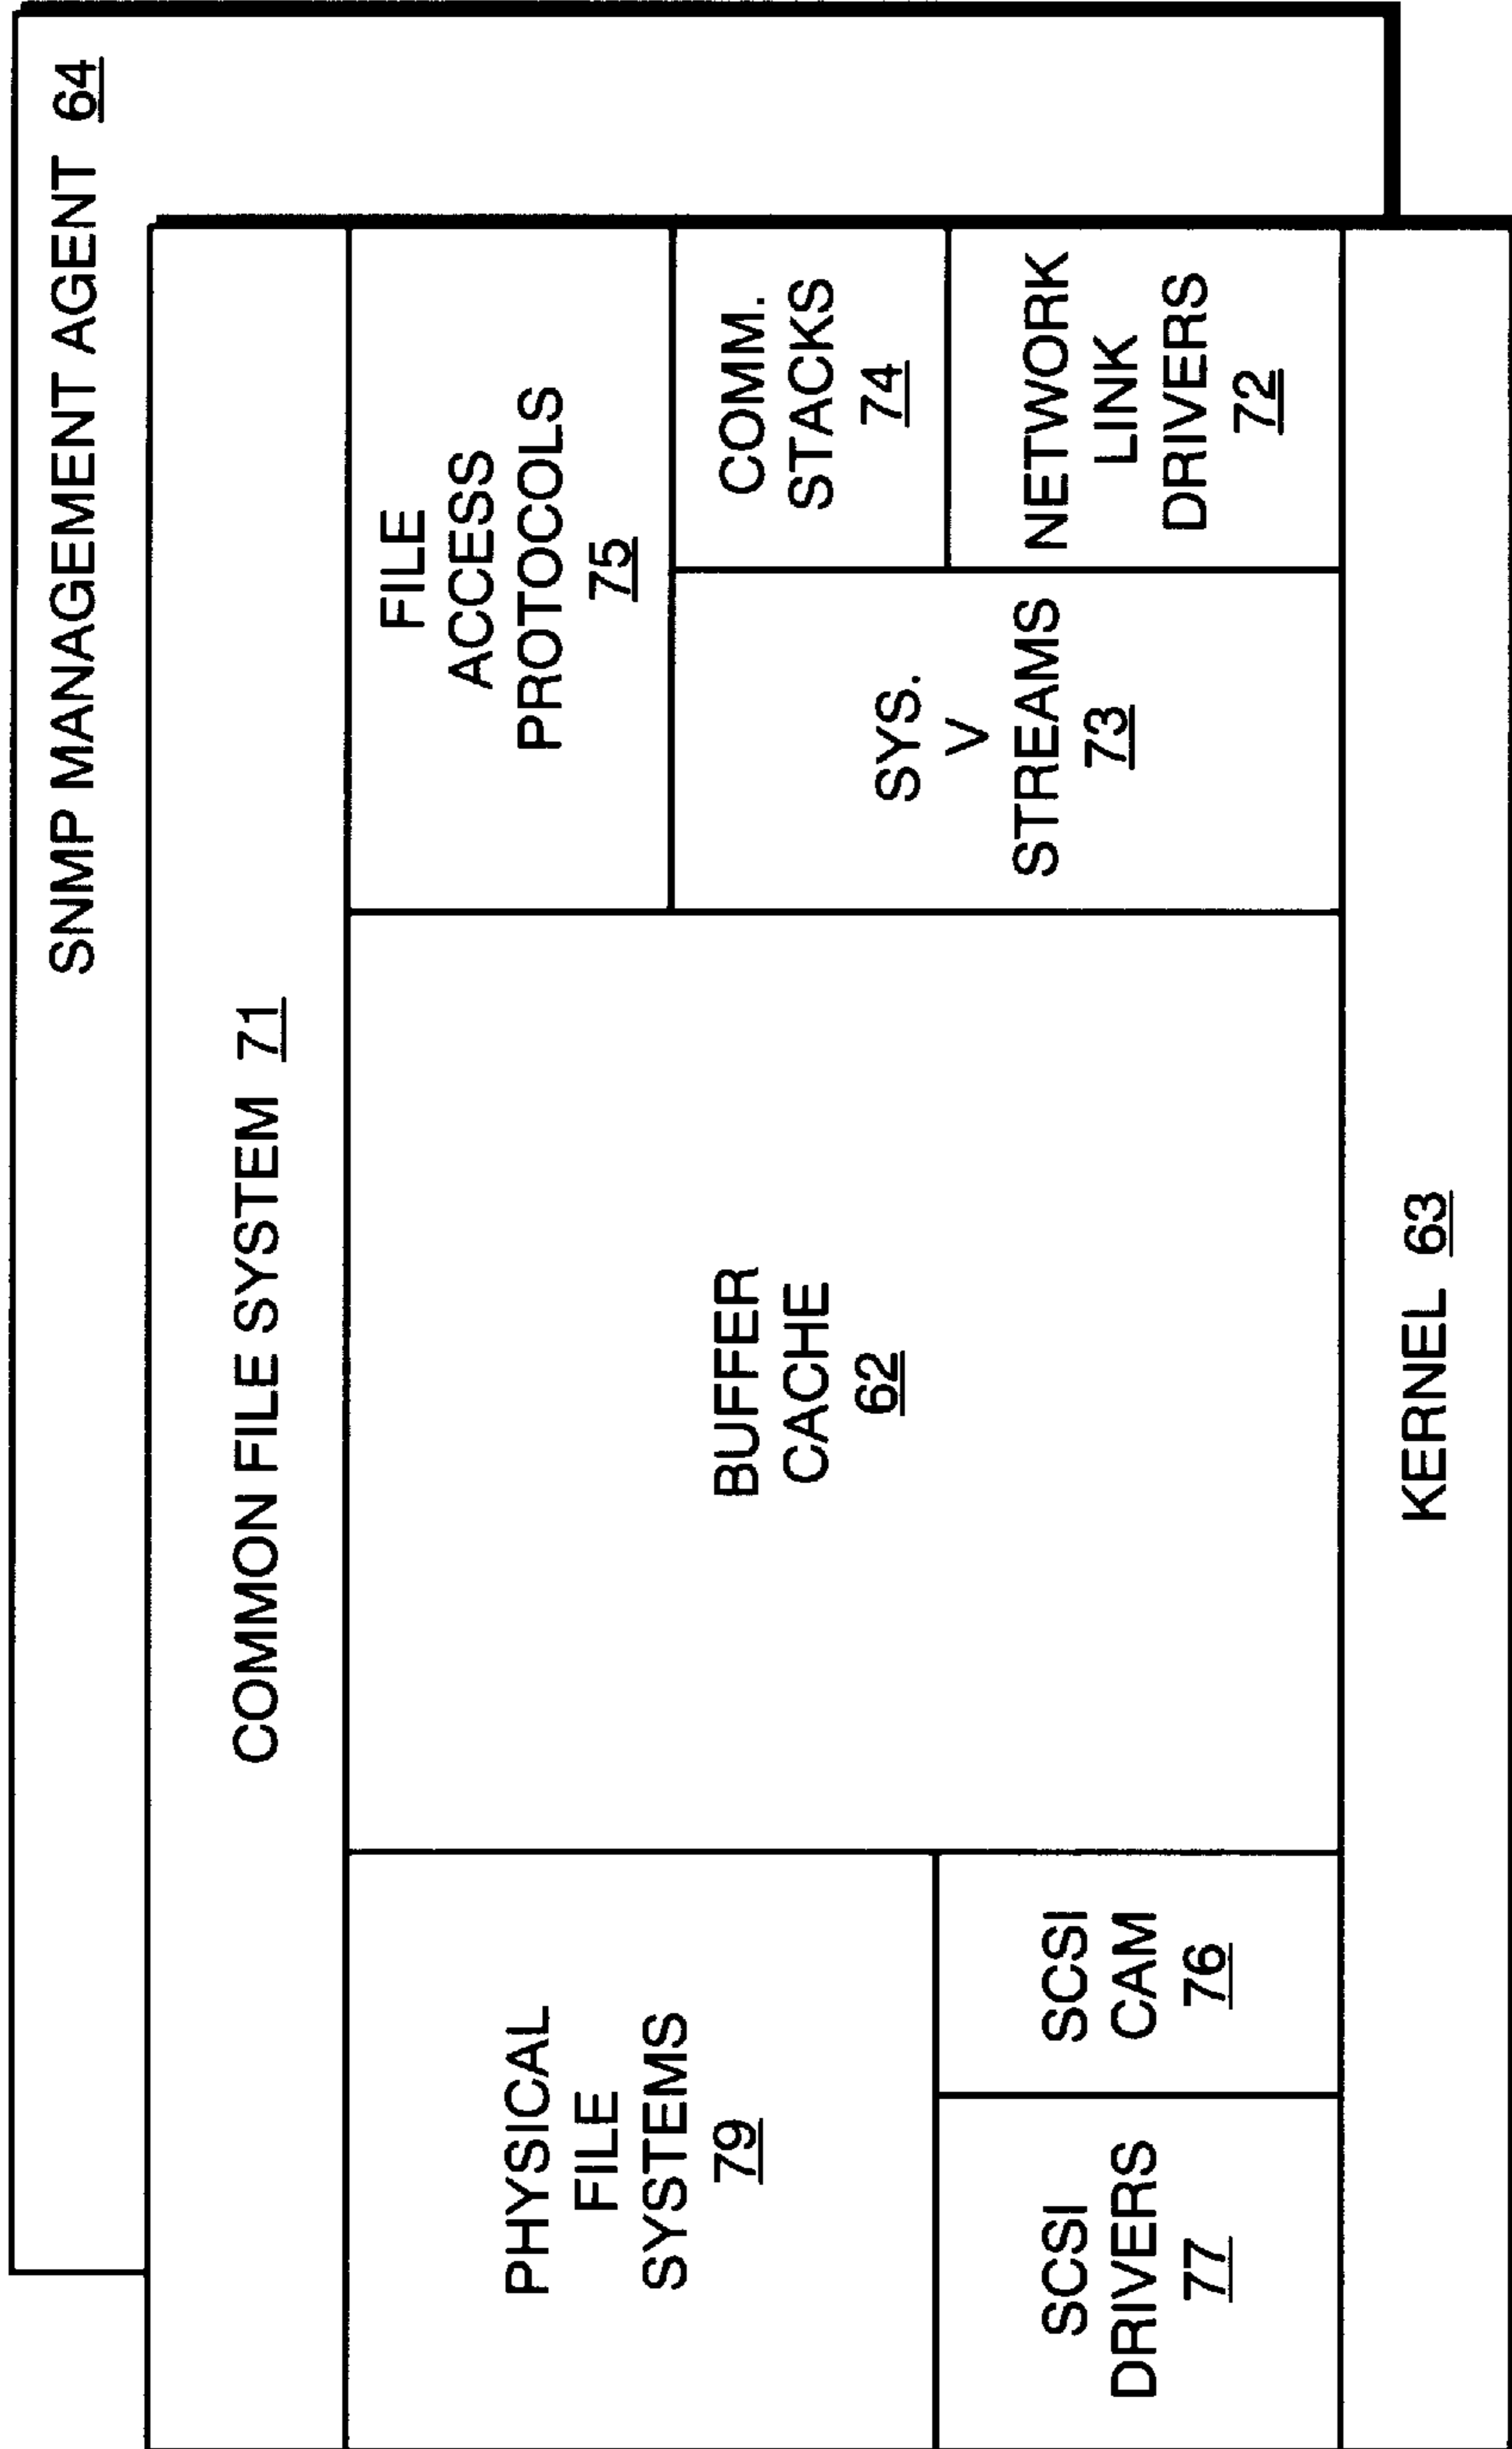 SNMP MANAGEMENT AGENT 64
COMMON FILE SYSTEM 71
PHYSICAL
FILE
SYSTEMS
79
SCSI
DRIVERS
77
SCSI
CAM
76
BUFFER
CACHE
62
FILE
ACCESS
PROTOCOLS
75
SYS.
V
STREAMS
73
COMM.
STACKS
74
NETWORK
LINK
DRIVERS
72
KERNEL 63